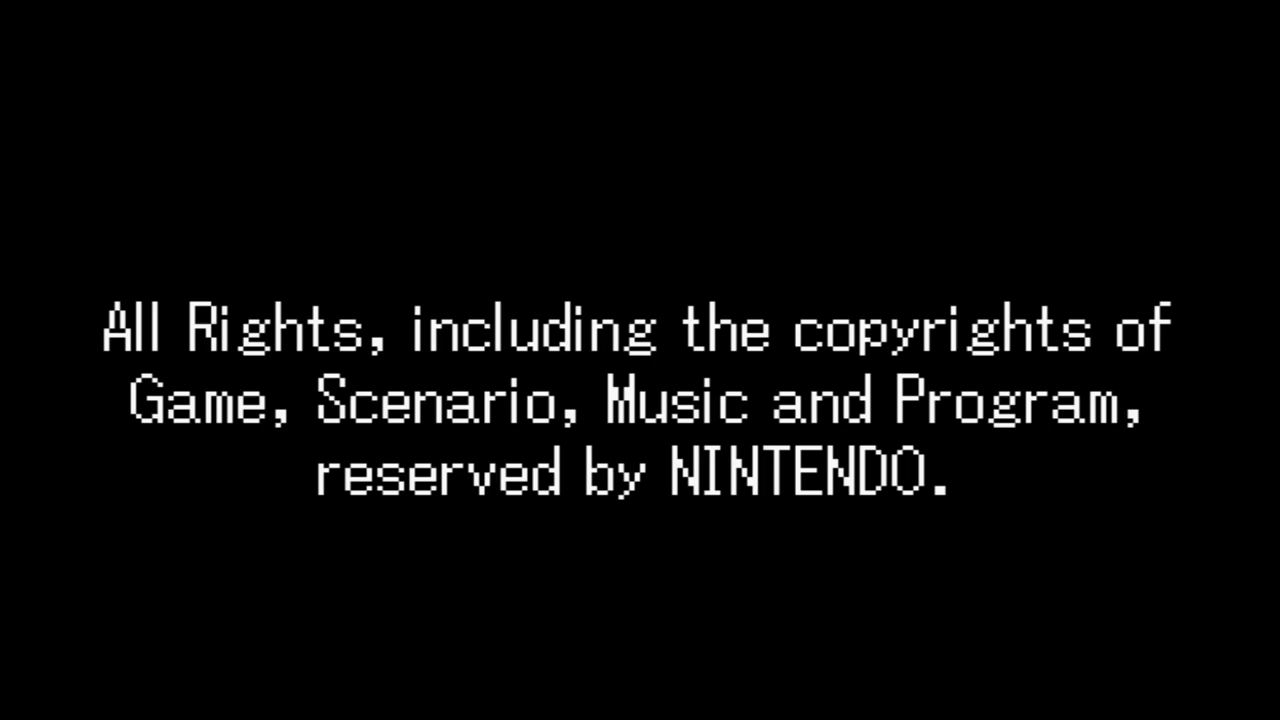 All Rights, including the copyrights of
Game, Scenario, Music and Program,
reserved by NINTENDO.